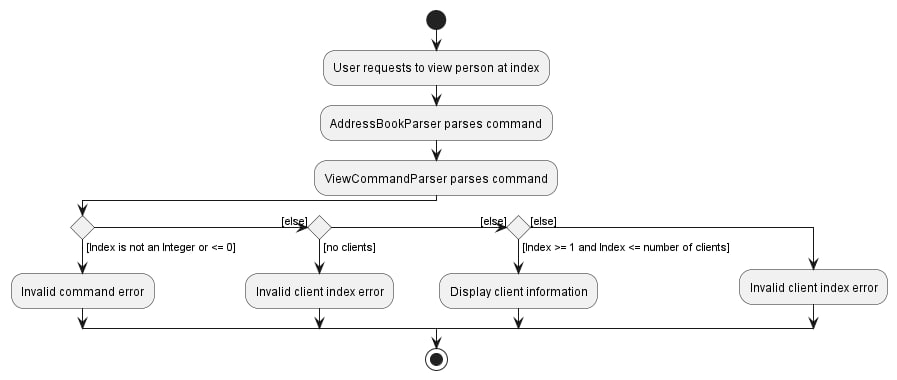 User requests to view person at index
AddressBookParser parses command
ViewCommandParser parses command
[else]
[else]
[else]
[Index is not an Integer or <= 0]
[no clients]
[Index >= 1 and Index <= number of clients]
Invalid command error
Invalid client index error
Display client information
Invalid client index error